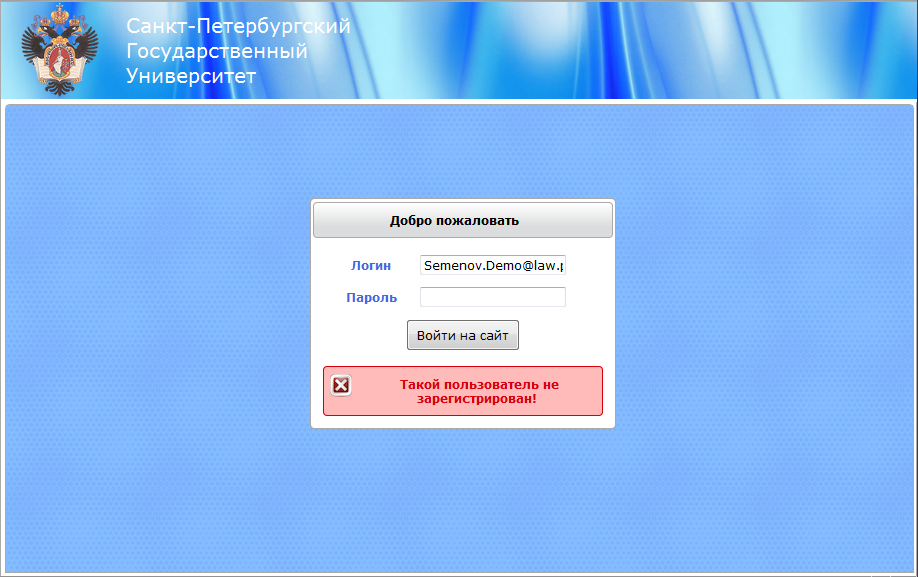 Санкт-Петербургский
Государственный
Университет
Добро пожаловать
Логин
Semenov.Demo@law.p
Пароль
Войти на сайт
Такой пользователь не
зарегистрирован!